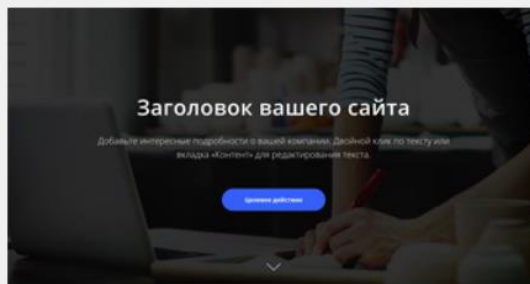 Заголовок вашего сайта
Добавьте интересные подробности о вашей компании. Двойной клик по тексту или
вкладка «Контент» для редактирования текста.
Целевое действие